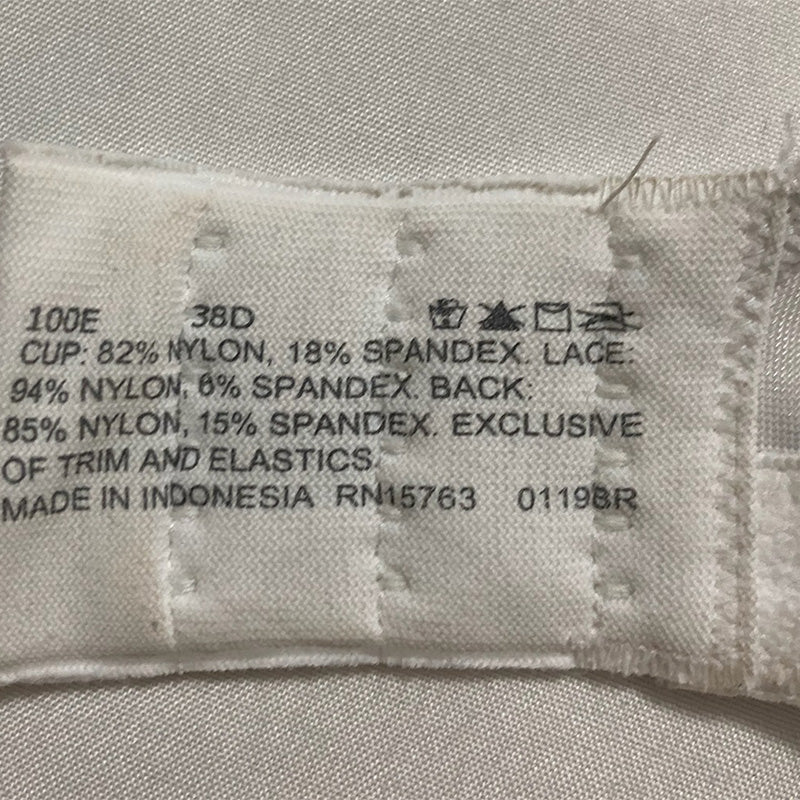 100E 38D
CUP: 82% NYLON, 18% SPANDEX. LACE:
94% NYLON, 6% SPANDEX. BACK:
85% NYLON, 15% SPANDEX. EXCLUSIVE
OF TRIM AND ELASTICS.
MADE IN INDONESIA RN15763 01198R